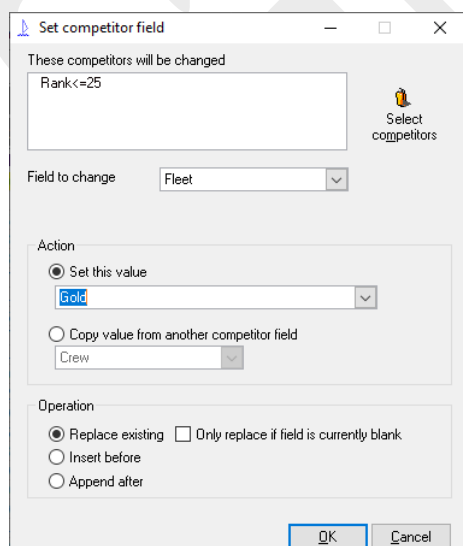 Set competitor field
These competitors will be changed
Rank<=25
Select
competitors
Field to change
Fleet
Action
Set this value
Gold
Copy value from another competitor field
Crew
Operation
Replace existing
Only replace if field is currently blank
Insert before
Append after
OK
Cancel